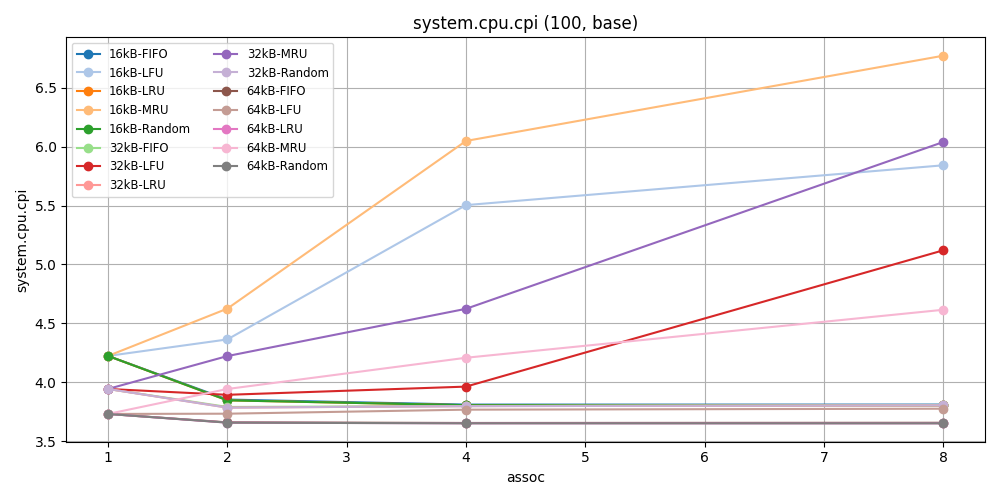 system.cpu.cpi (100, base)
16kB-FIFO
16kB-LFU
16kB-LRU
16kB-MRU
16kB-Random
32kB-FIFO
32kB-LFU
32kB-LRU
32kB-MRU
32kB-Random
64kB-FIFO
64kB-LFU
64kB-LRU
64kB-MRU
64kB-Random
system.cpu.cpi
6.5
6.0
5.5
5.0
4.5
4.0
3.5
1 2 3 4 5 6 7 8
assoc